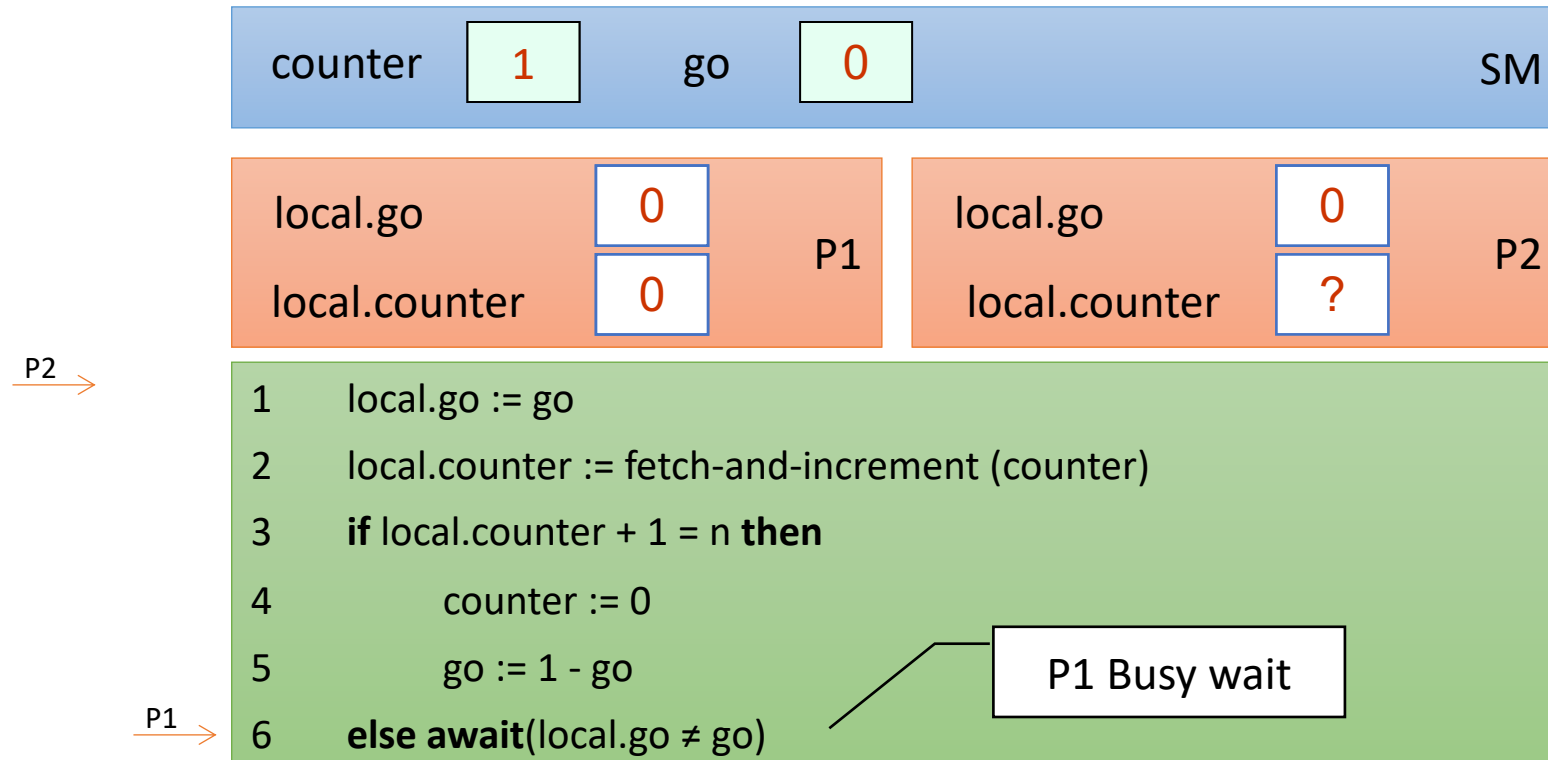 counter 1 go 0 SM
local.go 0 P1 local.go 0 P2
local.counter 0 local.counter ?
P2
1 local.go := go
2 local.counter := fetch-and-increment (counter)
3 if local.counter + 1 = n then
4 counter := 0
5 go := 1 - go
P1 Busy wait
P1
6 else await(local.go ≠ go)